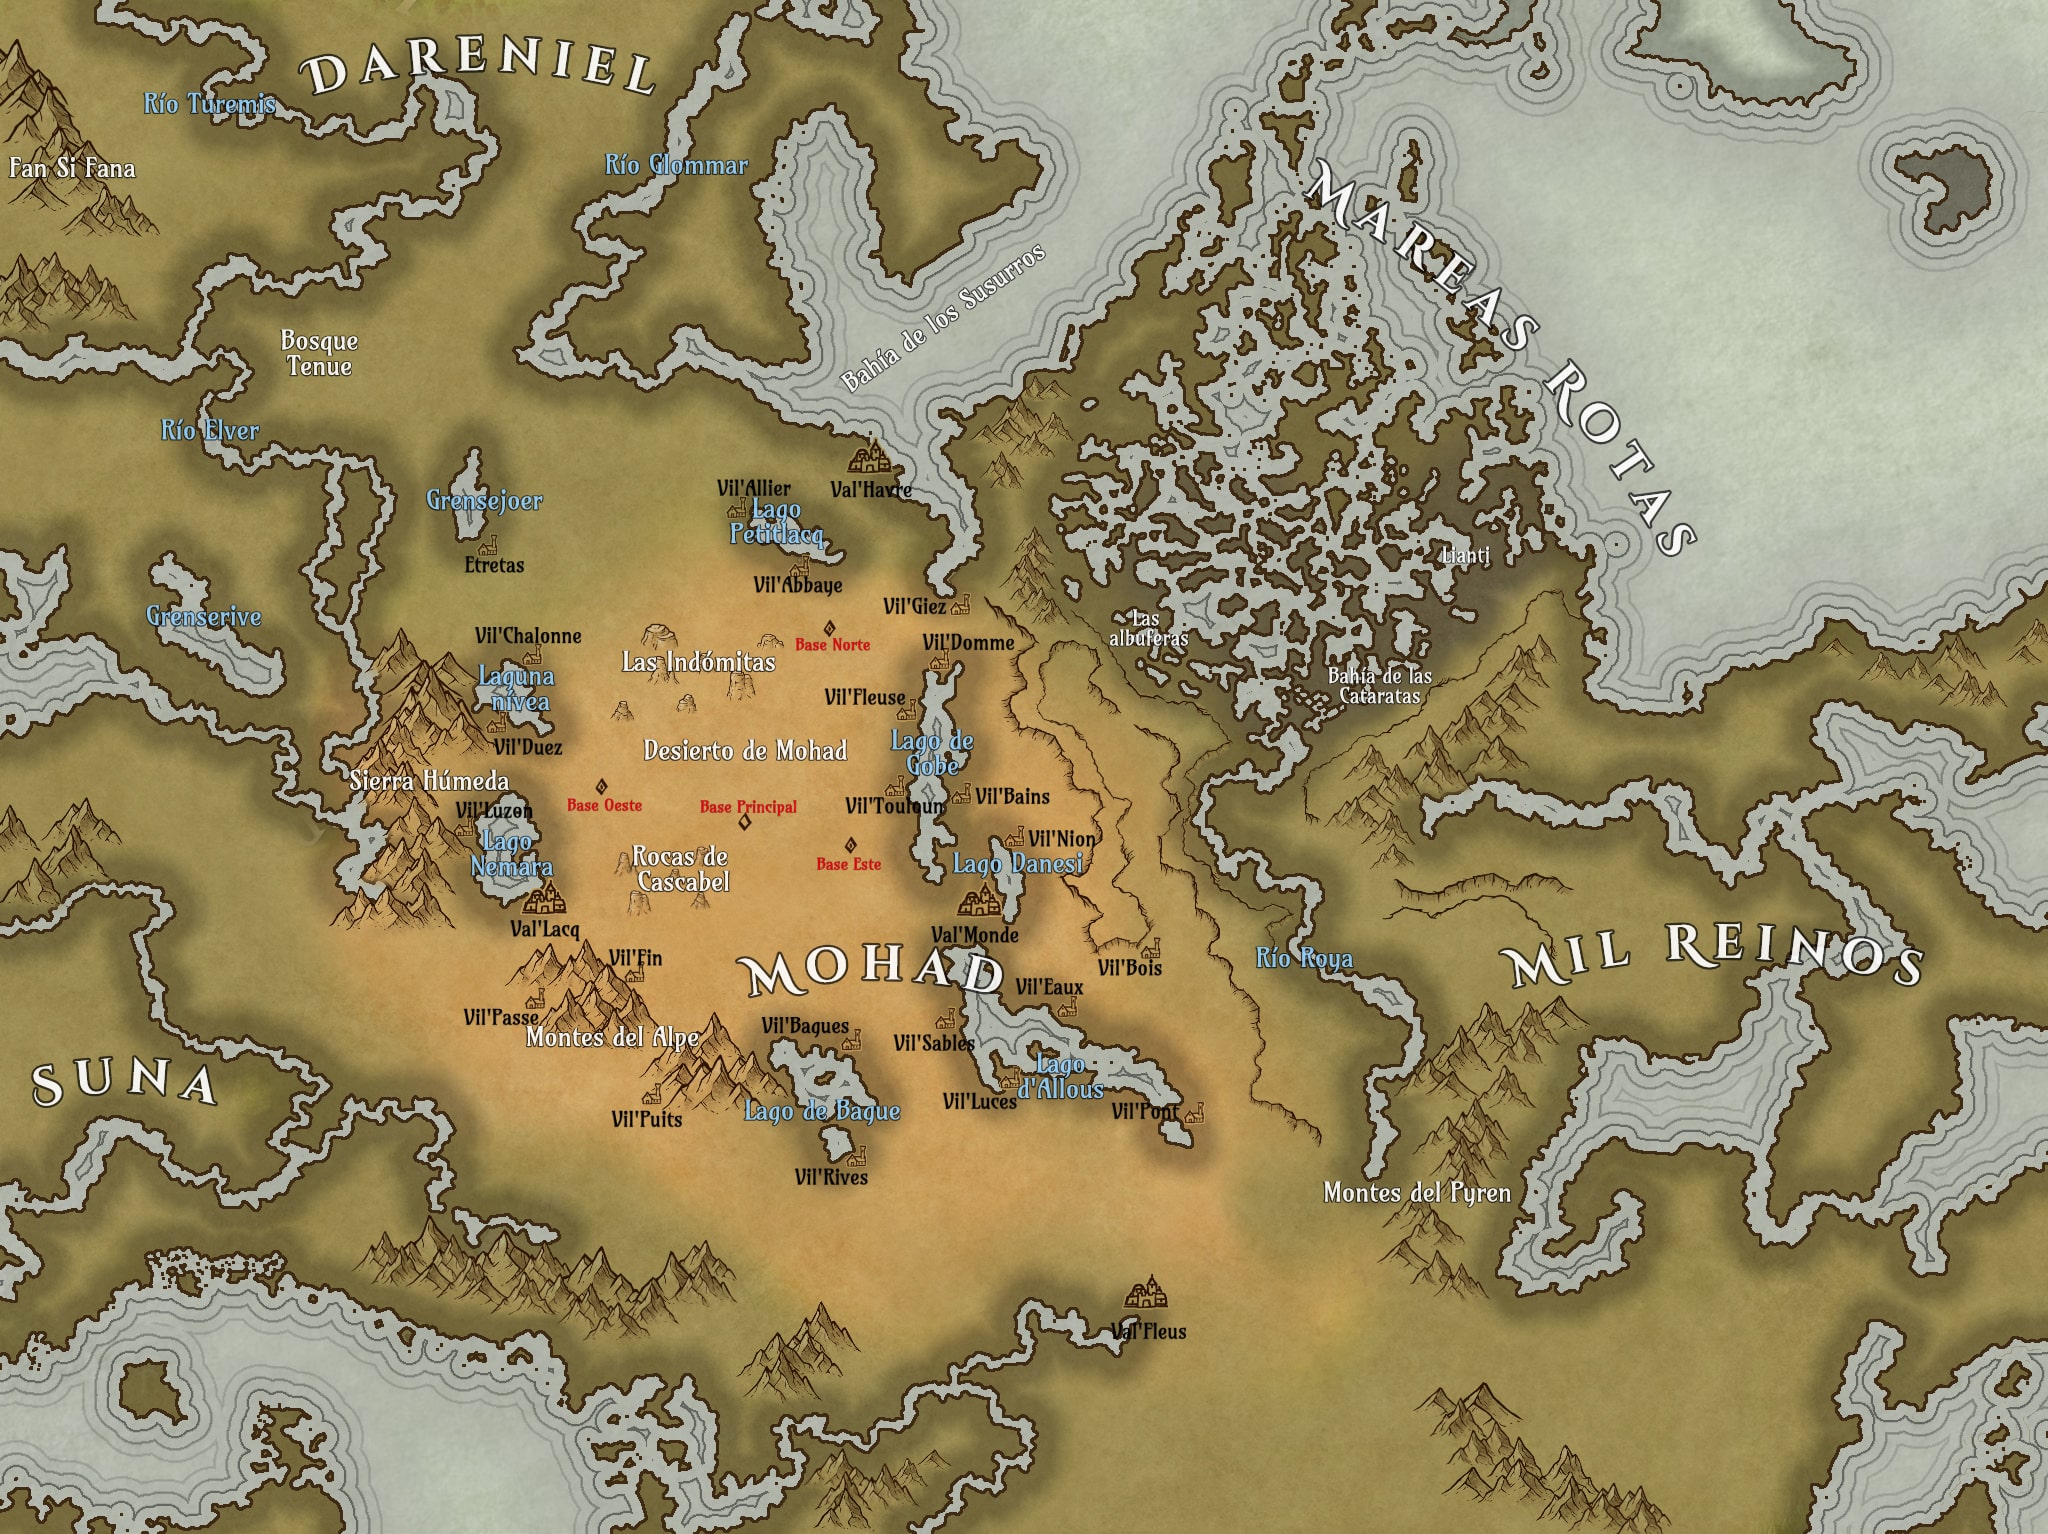 DARENIEL
Río Turemis
Fan Si Fana
Río Glommar
MAREAS ROTAS
Bahía de los Susurros
Bosque
Tenue
Río Elver
Grensejoer
Etretas
Vil'Allier
Lago
Petitlacq
Val'Havre
Vil'Abbaye
Liantj
Grenserive
Vil'Giez
Las
albuferas
Vil'Chalonne
Las Indómitas
Base Norte
Vil'Domme
Laguna
nívea
Vil'Fleuse
Bahía de las
Cataratas
Vil'Duez
Desierto de Mohad
Lago de
Gobe
Sierra Húmeda
Base Oeste
Base Principal
Vil'Touloun
Vil'Bains
Vil'Luzon
Lago
Nemara
Rocas de
Cascabel
Base Este
Vil'Nion
Lago Danesi
Val'Lacq
Val'Monde
Vil'Fin
MOHAD
Vil'Bois
Río Roya
MIL REINOS
Vil'Passe
Montes del Alpe
Vil'Bagues
Vil'Eaux
Vil'Sables
SUNA
Lago
d'Allous
Vil'Puits
Lago de Bague
Vil'Luces
Vil'Pont
Vil'Rives
Montes del Pyren
Val'Fleus